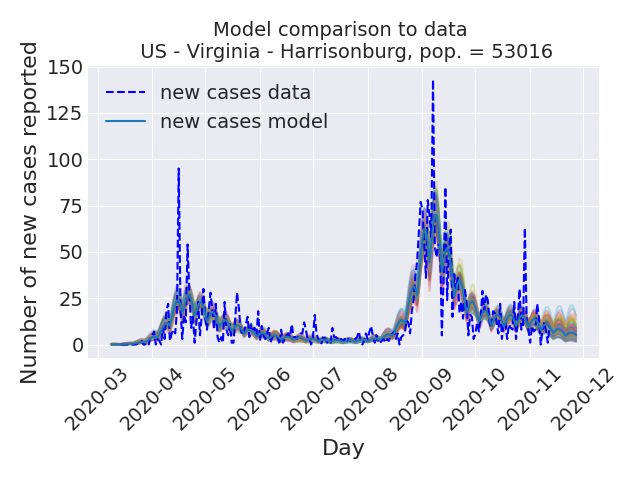 Model comparison to data
US - Virginia - Harrisonburg, pop. = 53016
Number of new cases reported
150
125
100
75
50
25
0
new cases data
new cases model
2020-03
2020-04
2020-05
2020-06
2020-07
2020-08
2020-09
2020-10
2020-11
2020-12
Day